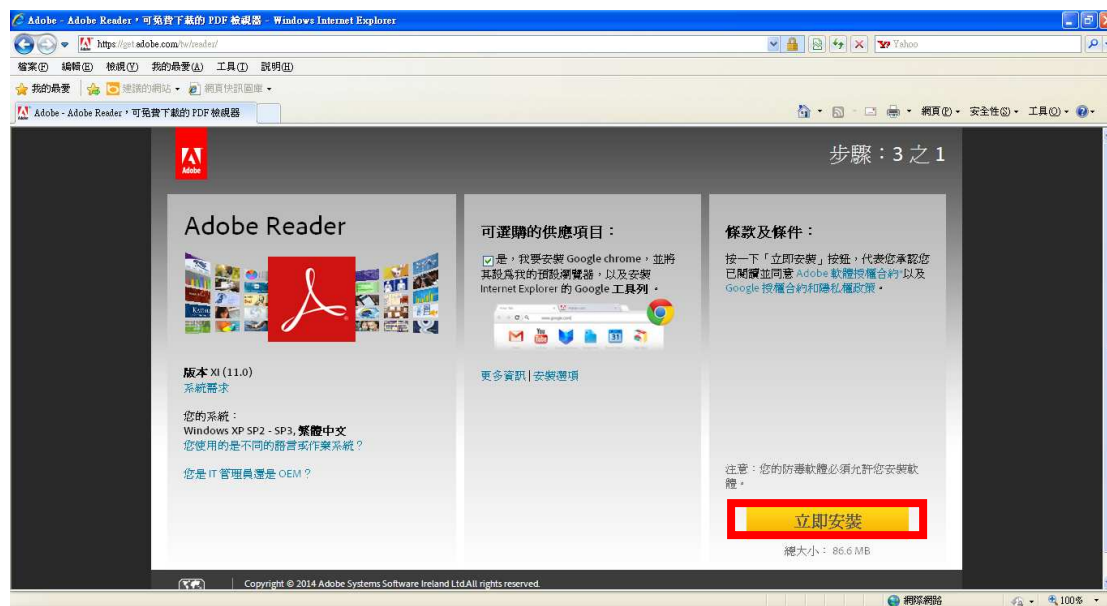 Adobe - Adobe Reader，可免費下載的 PDF 檢視器 - Windows Internet Explorer
https://get.adobe.com/tw/reader/
Yahoo
檔案(F) 編輯(E) 檢視(V) 我的最愛(A) 工具(T) 說明(H)
我的最愛 建議的網站 網頁快訊圖庫
Adobe - Adobe Reader，可免費下載的 PDF 檢視器
網頁(P) 安全性(S) 工具(O)
Adobe
步驟：3 之 1
Adobe Reader
版本 XI (11.0)
系統需求
您的系統：
Windows XP SP2 - SP3, 繁體中文
您使用的是不同的語言或作業系統？
您是 IT 管理員還是 OEM？
可選購的供應項目：
是，我要安裝 Google chrome，並將
其設為我的預設瀏覽器，以及安裝
Internet Explorer 的 Google 工具列。
You
31
更多資訊 | 安裝選項
條款及條件：
按一下「立即安裝」按鈕，代表您承認您
已閱讀並同意 Adobe 軟體授權合約"以及
Google 授權合約和隱私權政策。
注意：您的防毒軟體必須允許您安裝軟
體。
立即安裝
總大小： 86.6 MB
Copyright © 2014 Adobe Systems Software Ireland Ltd.All rights reserved.
網際網路 100%